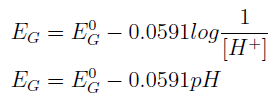 E_G = E_G^0 − 0.0591log 1/[H^+]
E_G = E_G^0 − 0.0591pH